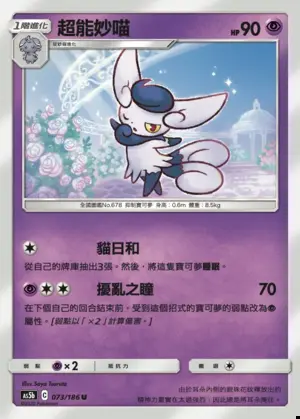 1階進化
超能妙喵
HP 90
從妙喵進化
全國圖鑑No.678 抑制寶可夢 身高:0.6m 體重:8.5kg
貓日和
從自己的牌庫抽出3張。然後,將這隻寶可夢睡眠。
擾亂之瞳 70
在下個自己的回合結束前,受到這個招式的寶可夢的弱點改為
屬性。[弱點以「×2」計算傷害。]
弱點 ×2 抵抗力 撤退
Illus. Saya Tsuruta
AS5b C 073/186 U